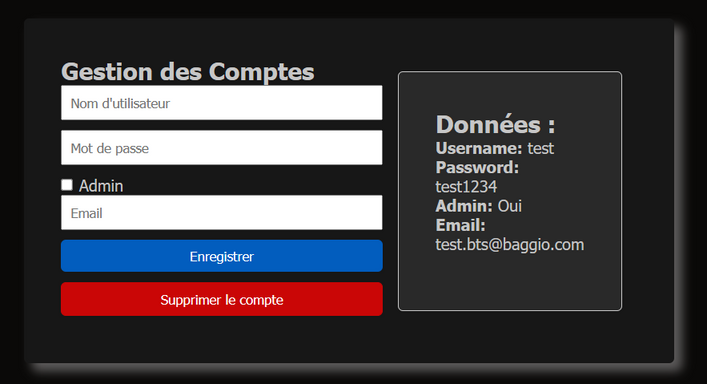 Gestion des Comptes
Nom d'utilisateur
Mot de passe
Admin
Email
Enregistrer
Supprimer le compte
Données :
Username: test
Password:
test1234
Admin: Oui
Email:
test.bts@baggio.com